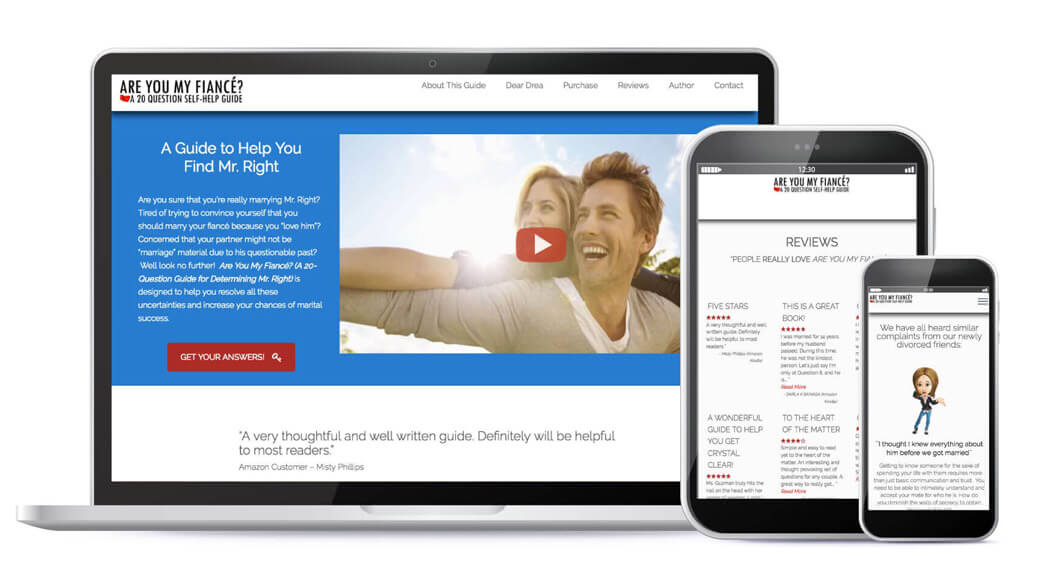 ARE YOU MY FIANCÉ?
A 20 QUESTION SELF-HELP GUIDE
About This Guide Dear Drea Purchase Reviews Author Contact
A Guide to Help You
Find Mr. Right
Are you sure that you're really marrying Mr. Right?
Tired of trying to convince yourself that you
should marry your fiancé because you "love him"?
Concerned that your partner might not be
"marriage" material due to his questionable past?
Well look no further! Are You My Fiancé? (A 20-
Question Guide for Determining Mr. Right) is
designed to help you resolve all these
uncertainties and increase your chances of marital
success.
GET YOUR ANSWERS!
"A very thoughtful and well written guide. Definitely will be helpful
to most readers."
Amazon Customer – Misty Phillips
12:30
ARE YOU MY FIANCÉ?
A 20 QUESTION SELF-HELP GUIDE
REVIEWS
"PEOPLE REALLY LOVE ARE YOU MY FIANC
FIVE STARS
A very thoughtful and well
written guide. Definitely
will be helpful to most
readers."
- Misty Phillips (Amazon
Kindle)
THIS IS A GREAT
BOOK!
I was married for 14 years
before my husband
passed. During this time,
he was not the kindest
person. Let's just say I'm
only at Question 8, and he
is..."
Read More
A WONDERFUL
GUIDE TO HELP
YOU GET
CRYSTAL
CLEAR!
Ms. Guzman truly hits the
nail on the head with her
TO THE HEART
OF THE MATTER
Simple and easy to read
yet to the heart of the
matter. An interesting and
thought provoking set of
questions for any couple. A
great way to really get..."
Read More
12:30
ARE YOU MY FIANCÉ?
A 20 QUESTION SELF-HELP GUIDE
We have all heard similar
complaints from our newly
divorced friends:
"I thought I knew everything about
him before we got married"
Getting to know someone for the sake of
spending your life with them requires more
than just basic communication and trust. You
need to be able to intimately understand and
accept your mate for who he is. How do
you diminish the walls of secrecy to obtain